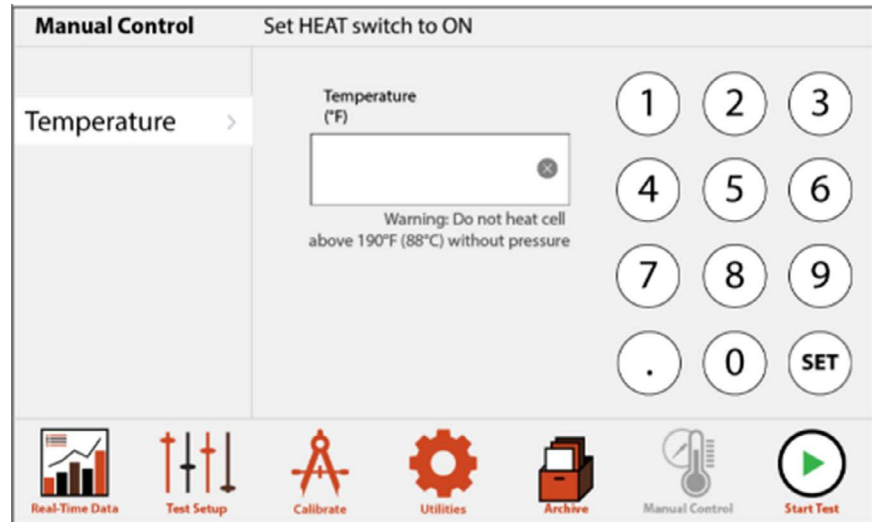 Manual Control
Set HEAT switch to ON
Temperature
Temperature
(°F)
Warning: Do not heat cell
above 190°F (88°C) without pressure
1 2 3
4 5 6
7 8 9
. 0 SET
Real-Time Data
Test Setup
Calibrate
Utilities
Archive
Manual Control
Start Test